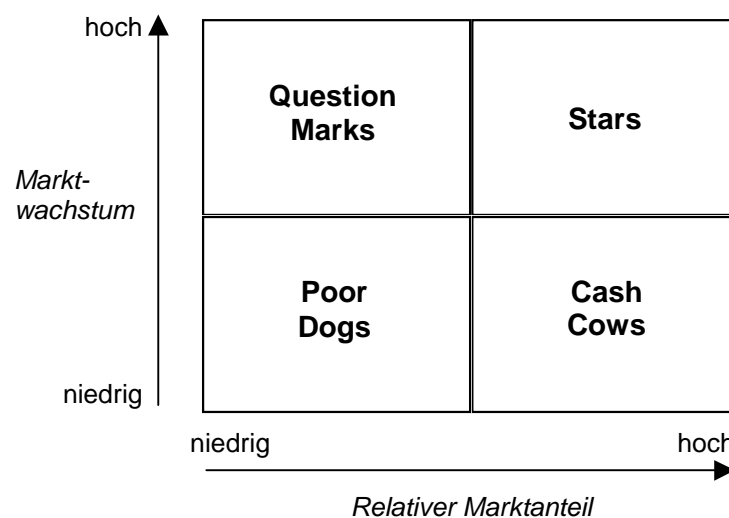 hoch
Question
Marks
Stars
Markt-
wachstum
Poor
Dogs
Cash
Cows
niedrig
niedrig
hoch
Relativer Marktanteil